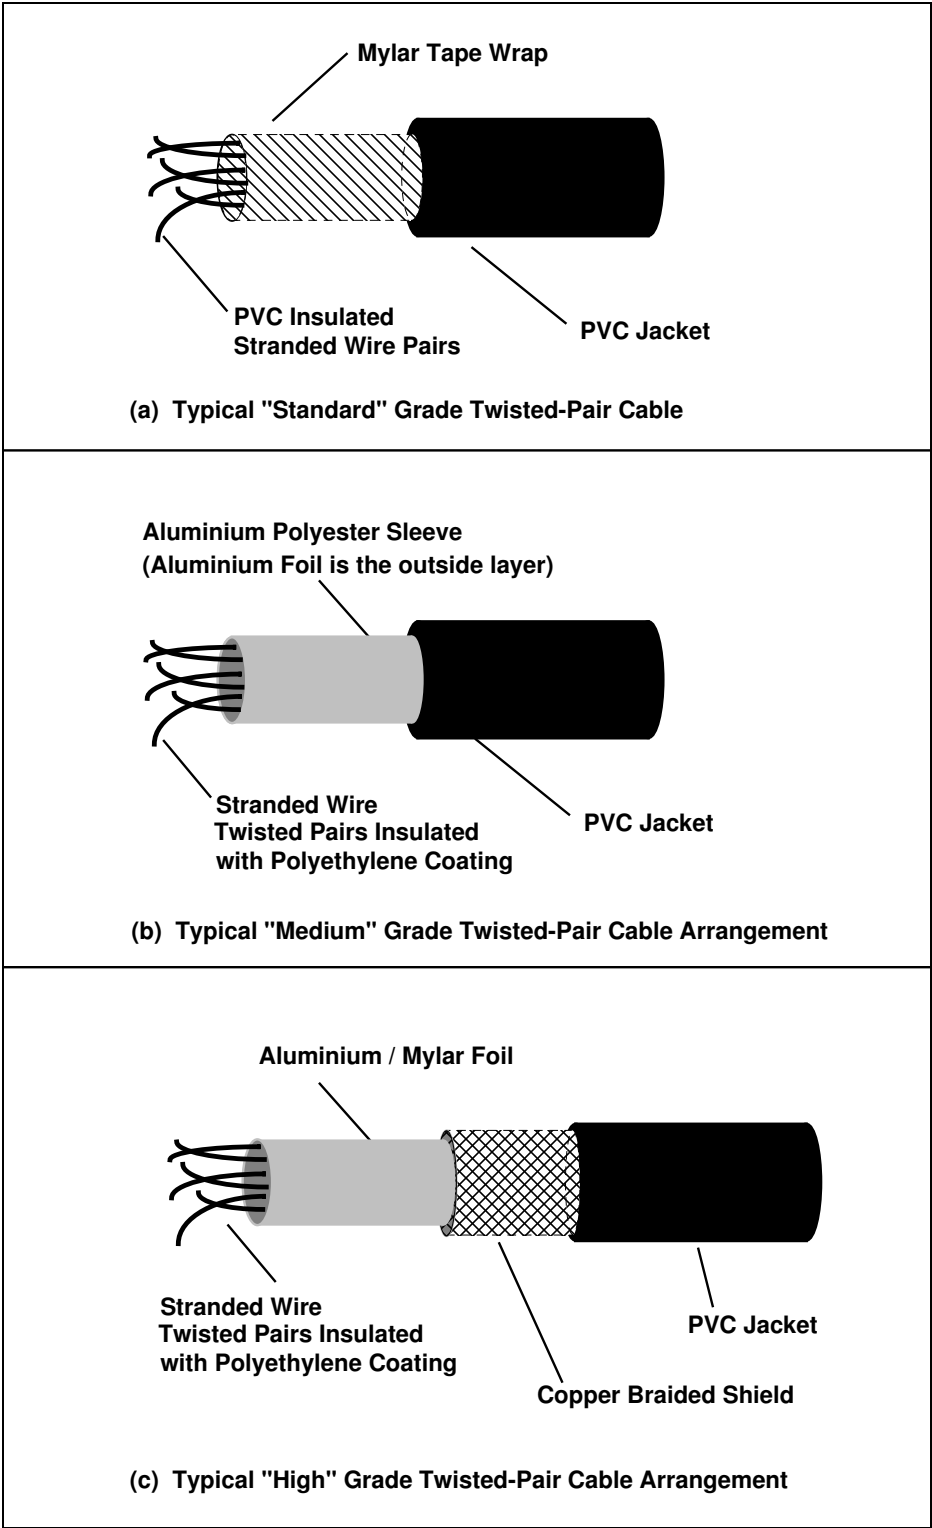 Mylar Tape Wrap
PVC Insulated
Stranded Wire Pairs
PVC Jacket
(a) Typical "Standard" Grade Twisted-Pair Cable
Aluminium Polyester Sleeve
(Aluminium Foil is the outside layer)
Stranded Wire
Twisted Pairs Insulated
with Polyethylene Coating
PVC Jacket
(b) Typical "Medium" Grade Twisted-Pair Cable Arrangement
Aluminium / Mylar Foil
Stranded Wire
Twisted Pairs Insulated
with Polyethylene Coating
PVC Jacket
Copper Braided Shield
(c) Typical "High" Grade Twisted-Pair Cable Arrangement